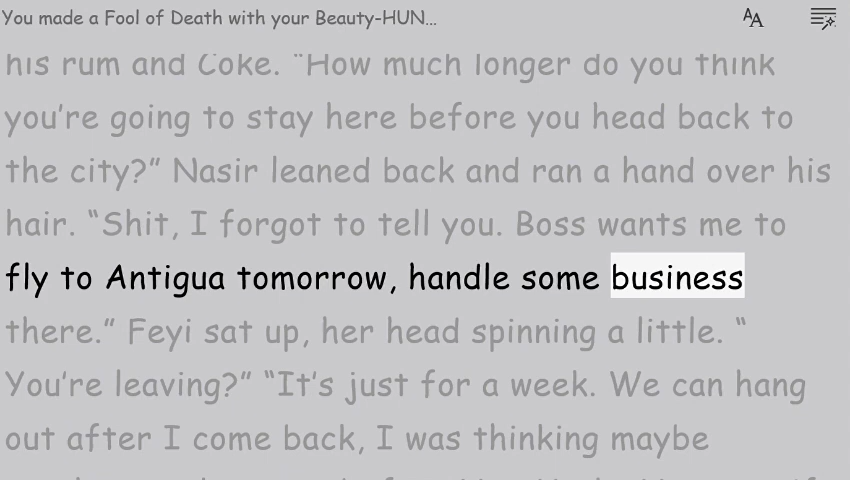 You made a Fool of Death with your Beauty-HUN...
his rum and Coke. “How much longer do you think
you’re going to stay here before you head back to
the city?” Nasir leaned back and ran a hand over his
hair. “Shit, I forgot to tell you. Boss wants me to
fly to Antigua tomorrow, handle some business
there.” Feyi sat up, her head spinning a little. “
You’re leaving?” “It’s just for a week. We can hang
out after I come back, I was thinking maybe